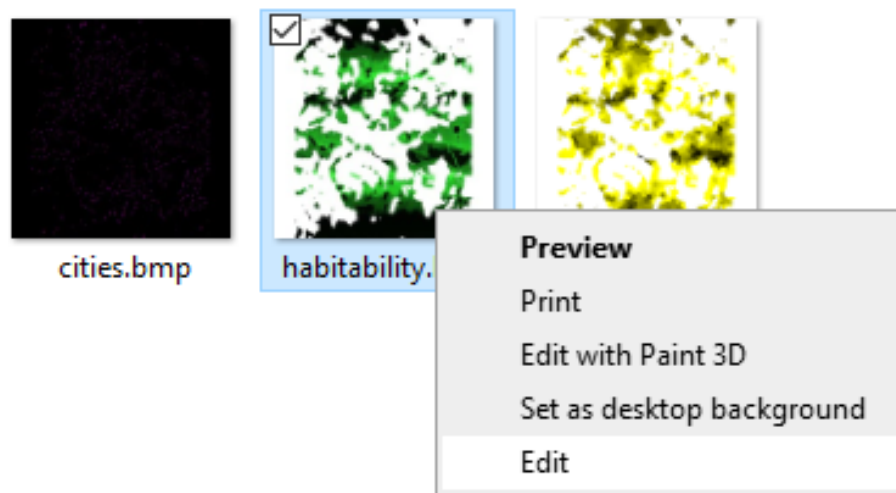 cities.bmp
habitability.
Preview
Print
Edit with Paint 3D
Set as desktop background
Edit